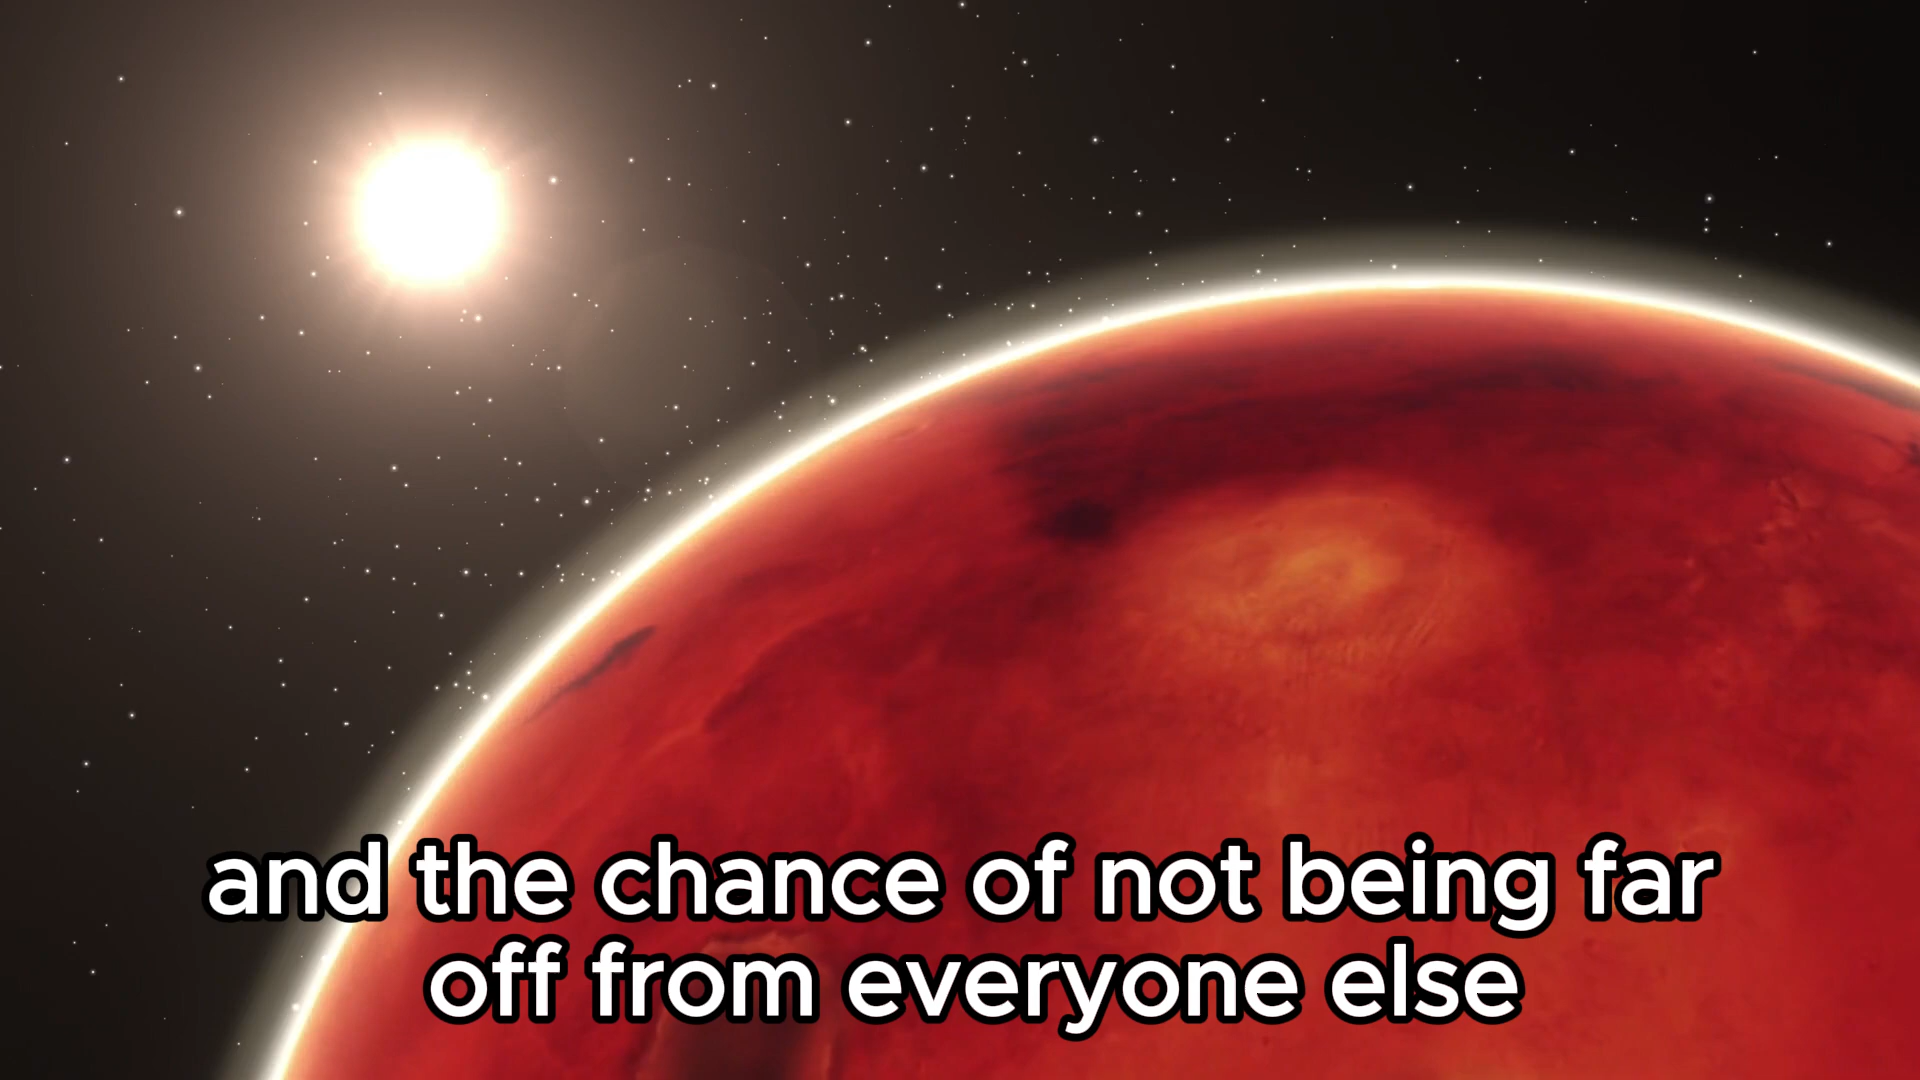 and the chance of not being far
off from everyone else